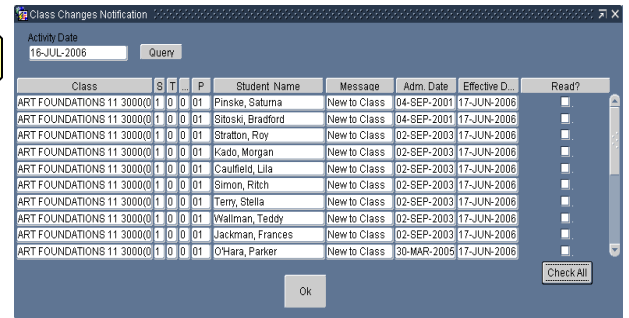 Class Changes Notification
Activity Date
16-JUL-2006 Query
Class S T ... P Student Name Message Adm. Date Effective D... Read?
ART FOUNDATIONS 11 3000(0 1 0 0 01 Pinske, Saturna New to Class 04-SEP-2001 17-JUN-2006
ART FOUNDATIONS 11 3000(0 1 0 0 01 Sitoski, Bradford New to Class 04-SEP-2001 17-JUN-2006
ART FOUNDATIONS 11 3000(0 1 0 0 01 Stratton, Roy New to Class 02-SEP-2003 17-JUN-2006
ART FOUNDATIONS 11 3000(0 1 0 0 01 Kado, Morgan New to Class 02-SEP-2003 17-JUN-2006
ART FOUNDATIONS 11 3000(0 1 0 0 01 Caulfield, Lila New to Class 02-SEP-2003 17-JUN-2006
ART FOUNDATIONS 11 3000(0 1 0 0 01 Simon, Ritch New to Class 02-SEP-2003 17-JUN-2006
ART FOUNDATIONS 11 3000(0 1 0 0 01 Terry, Stella New to Class 02-SEP-2003 17-JUN-2006
ART FOUNDATIONS 11 3000(0 1 0 0 01 Wallman, Teddy New to Class 02-SEP-2003 17-JUN-2006
ART FOUNDATIONS 11 3000(0 1 0 0 01 Jackman, Frances New to Class 02-SEP-2003 17-JUN-2006
ART FOUNDATIONS 11 3000(0 1 0 0 01 O'Hara, Parker New to Class 30-MAR-2005 17-JUN-2006
Check All
Ok